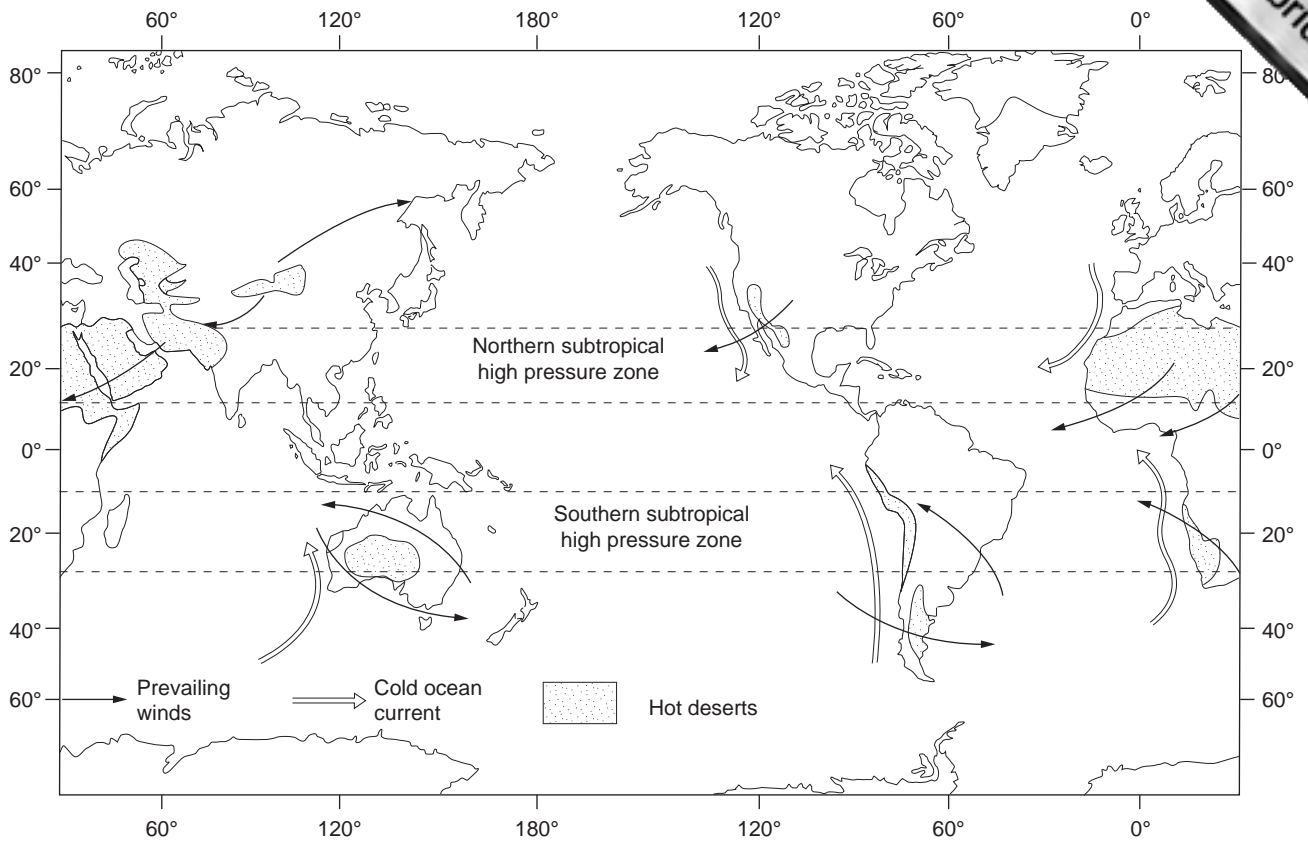 60° 120° 180° 120° 60° 0°
80° 80
60° 60°
40° 40°
Northern subtropical
high pressure zone
20° 20°
0° 0°
Southern subtropical
high pressure zone
20° 20°
40° 40°
Prevailing
winds
Cold ocean
current
Hot deserts
60° 60°
60° 120° 180° 120° 60° 0°